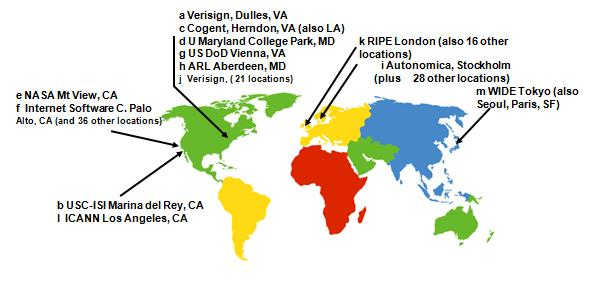 a Verisign, Dulles, VA
c Cogent, Herndon, VA (also LA)
d U Maryland College Park, MD
g US DoD Vienna, VA
h ARL Aberdeen, MD
j Verisign, ( 21 locations)
k RIPE London (also 16 other
locations)
i Autonomica, Stockholm
(plus 28 other locations)
m WIDE Tokyo (also
Seoul, Paris, SF)
e NASA Mt View, CA
f Internet Software C. Palo
Alto, CA (and 36 other locations)
b USC-ISI Marina del Rey, CA
l ICANN Los Angeles, CA